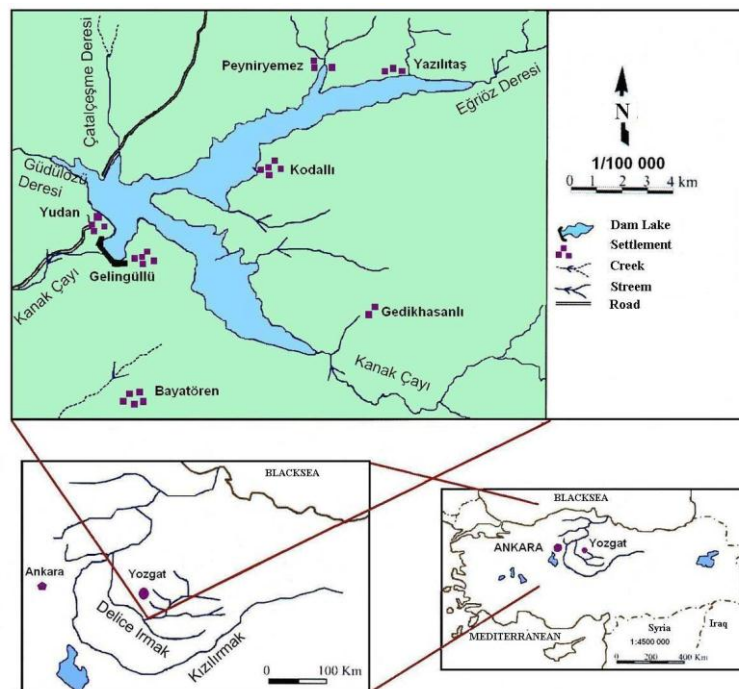 Çatalçeşme Deresi
Peyniryemez
Yazılıtaş
Eğriöz Deresi
Güdülözü
Deresi
Kodallı
Yudan
Gelingüllü
Kanak Çayı
Gedikhasanlı
Kanak Çayı
Bayatören
N
1/100 000
0 1 2 3 4 km
Dam Lake
Settlement
Creek
Streem
Road
BLACKSEA
Ankara
Yozgat
Delice Irmak
Kızılırmak
0 100 Km
BLACKSEA
ANKARA
Yozgat
MEDITERRANEAN
Syria
Iraq
1:4500 000
0 200 400 Km